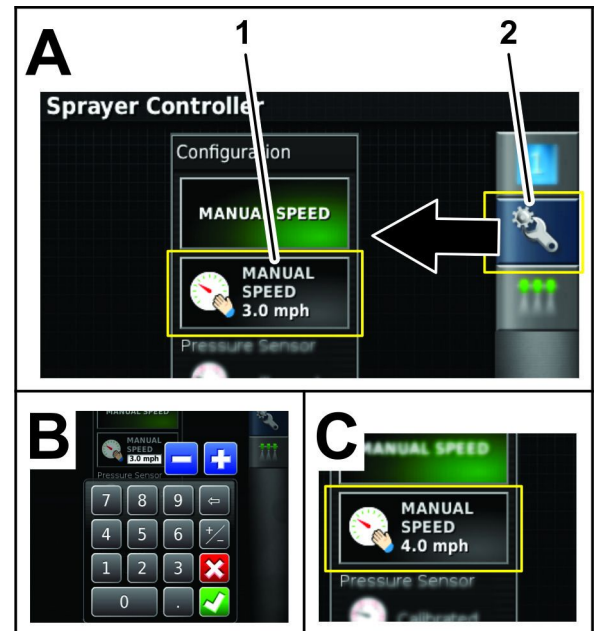 A
1
2
Sprayer Controller
Configuration
MANUAL SPEED
MANUAL
SPEED
3.0 mph
Pressure Sensor
B
MANUAL SPEED
MANUAL
SPEED
3.0 mph
Pressure Sensor
7 8 9 ⇦
4 5 6 +/−
1 2 3
0 .
C
MANUAL SPEED
MANUAL
SPEED
4.0 mph
Pressure Sensor
Calibrated